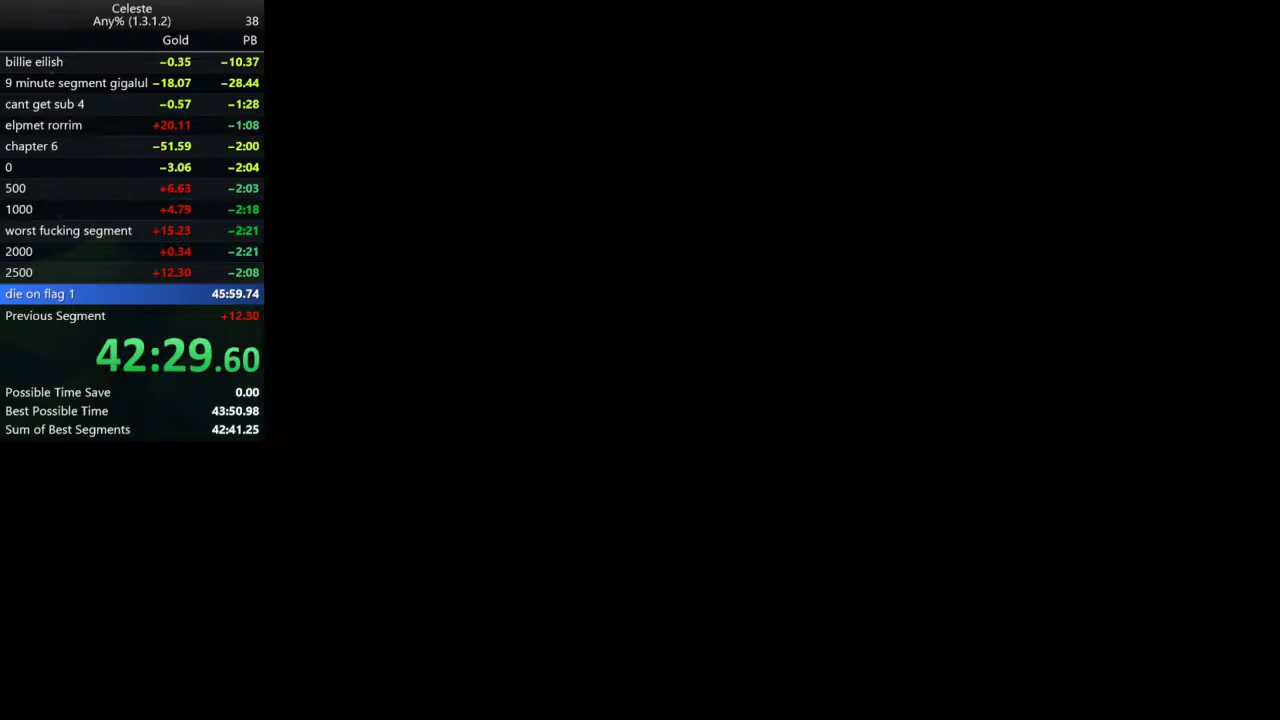 Celeste
Any% (1.3.1.2) 38
Gold PB
billie eilish −0.35 −10.37
9 minute segment gigalul −18.07 −28.44
cant get sub 4 −0.57 −1:28
elpmet rorrim +20.11 −1:08
chapter 6 −51.59 −2:00
0 −3.06 −2:04
500 +6.63 −2:03
1000 +4.79 −2:18
worst fucking segment +15.23 −2:21
2000 +0.34 −2:21
2500 +12.30 −2:08
die on flag 1 45:59.74
Previous Segment +12.30
42:29.60
Possible Time Save 0.00
Best Possible Time 43:50.98
Sum of Best Segments 42:41.25